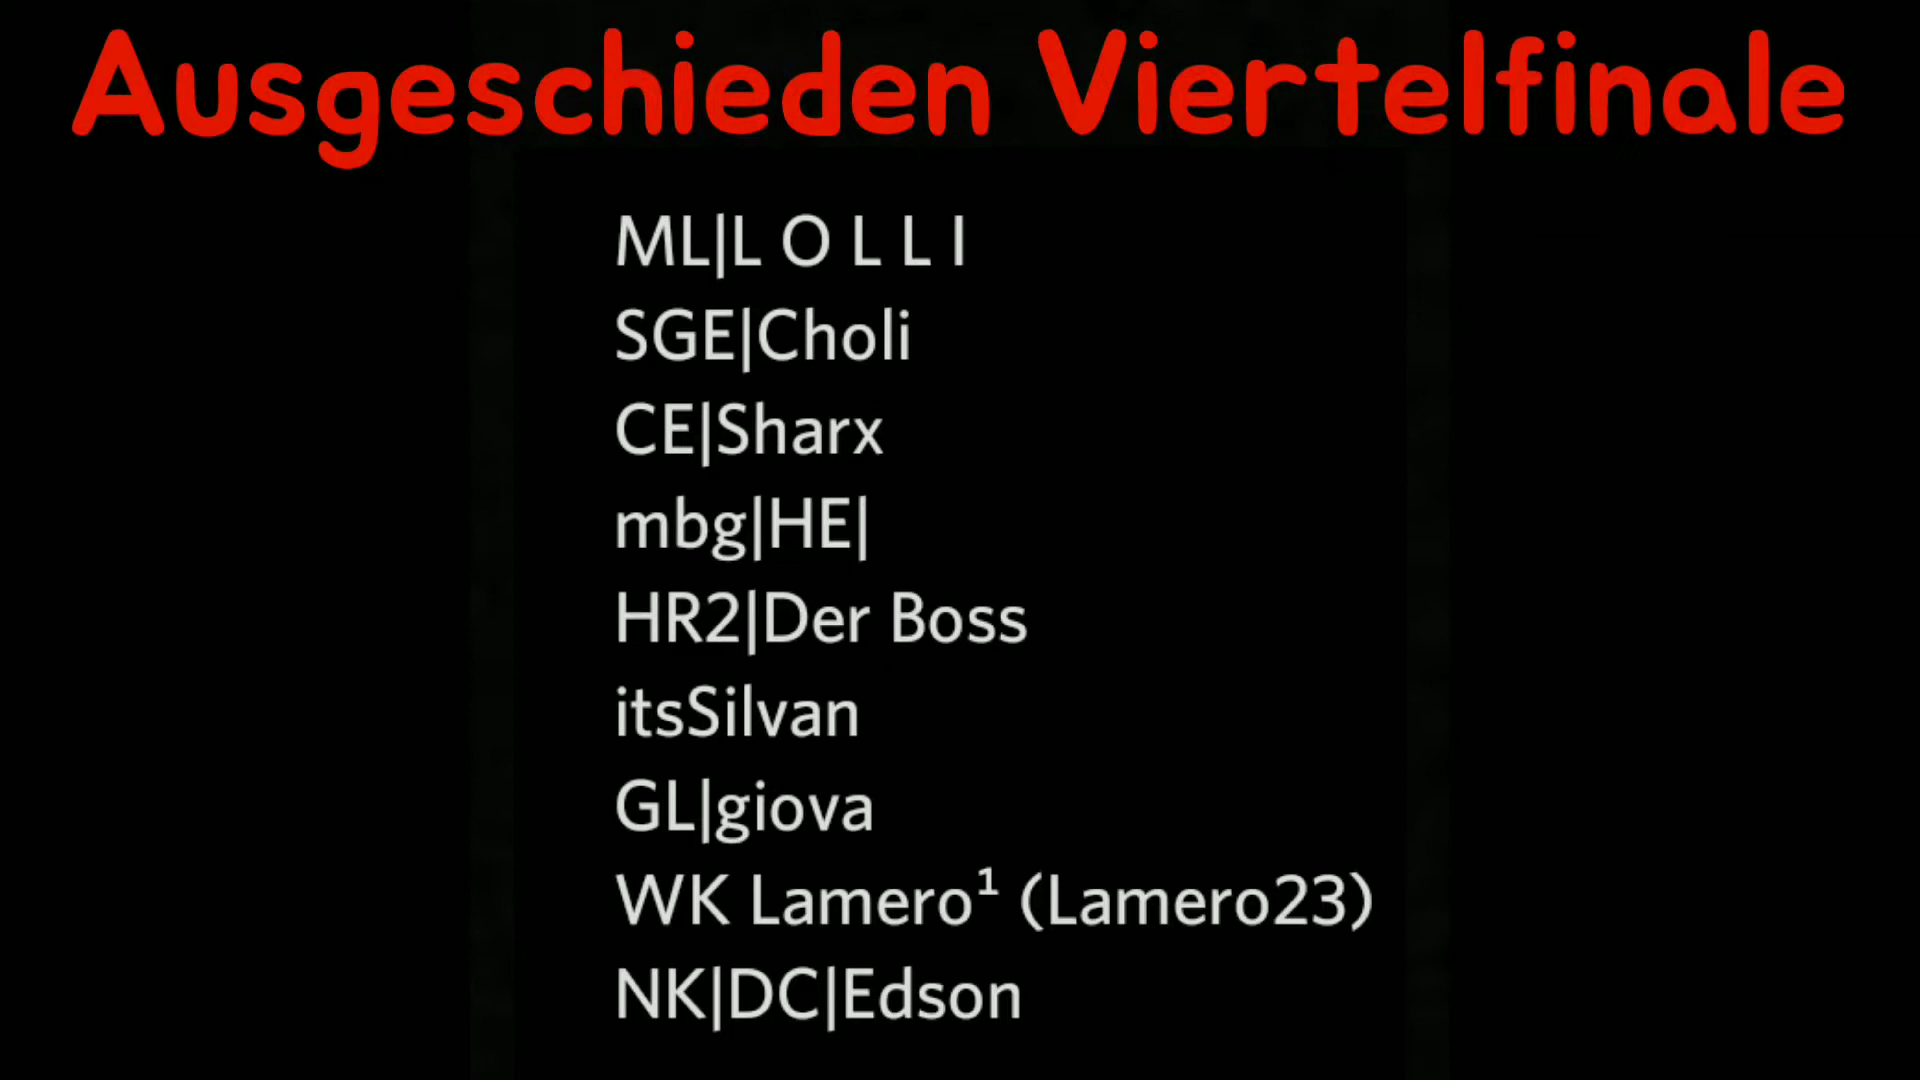 Ausgeschieden Viertelfinale
ML|L O L L I
SGE|Choli
CE|Sharx
mbg|HE|
HR2|Der Boss
itsSilvan
GL|giova
WK Lamero¹ (Lamero23)
NK|DC|Edson